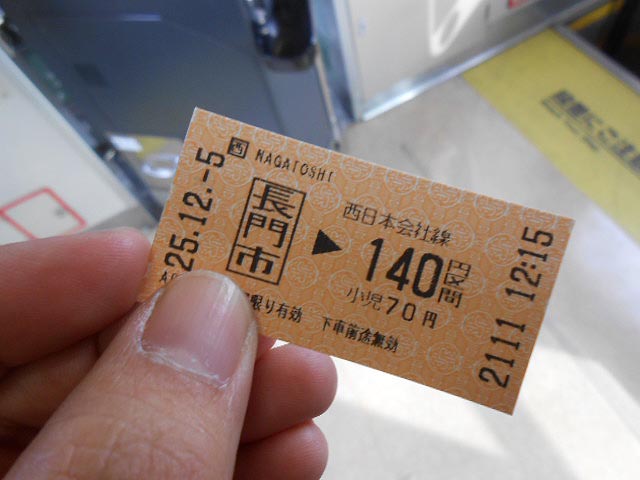 西 NAGATOSHI
長門市 ▶ 西日本会社線
140円区間
小児70円
25.12.-5
限り有効 下車前途無効
2111 12:15